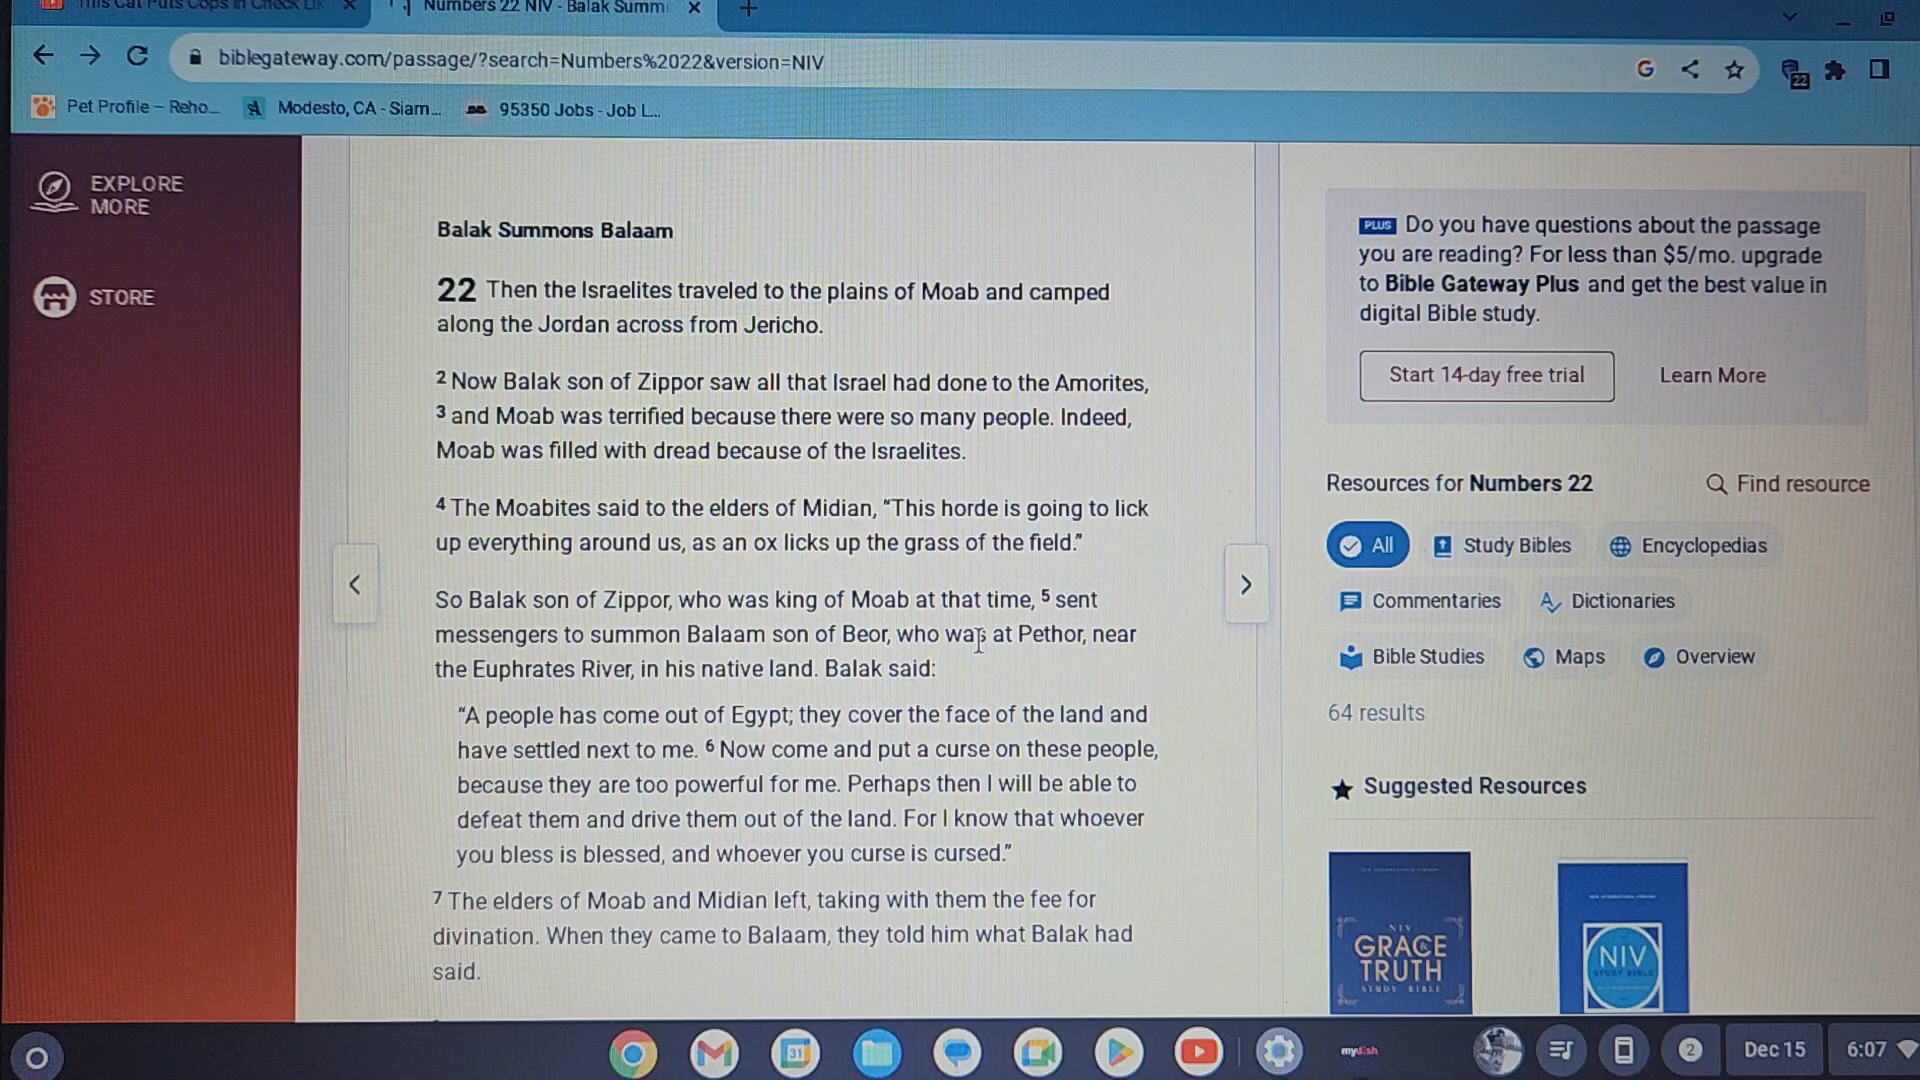 This Cat Puts Cops in Check
Numbers 22 NIV - Balak Summ
biblegateway.com/passage/?search=Numbers%2022&version=NIV
22
Pet Profile – Reho...
Modesto, CA - Siam...
95350 Jobs - Job L...
EXPLORE
MORE
STORE
Balak Summons Balaam
22 Then the Israelites traveled to the plains of Moab and camped
along the Jordan across from Jericho.
2 Now Balak son of Zippor saw all that Israel had done to the Amorites,
3 and Moab was terrified because there were so many people. Indeed,
Moab was filled with dread because of the Israelites.
4 The Moabites said to the elders of Midian, “This horde is going to lick
up everything around us, as an ox licks up the grass of the field.”
So Balak son of Zippor, who was king of Moab at that time, 5 sent
messengers to summon Balaam son of Beor, who was at Pethor, near
the Euphrates River, in his native land. Balak said:
“A people has come out of Egypt; they cover the face of the land and
have settled next to me. 6 Now come and put a curse on these people,
because they are too powerful for me. Perhaps then I will be able to
defeat them and drive them out of the land. For I know that whoever
you bless is blessed, and whoever you curse is cursed.”
7 The elders of Moab and Midian left, taking with them the fee for
divination. When they came to Balaam, they told him what Balak had
said.
PLUS Do you have questions about the passage
you are reading? For less than $5/mo. upgrade
to Bible Gateway Plus and get the best value in
digital Bible study.
Start 14-day free trial
Learn More
Resources for Numbers 22
Find resource
All
Study Bibles
Encyclopedias
Commentaries
Dictionaries
Bible Studies
Maps
Overview
64 results
Suggested Resources
NIV
GRACE
&
TRUTH
STUDY BIBLE
NIV
STUDY BIBLE
31
mydish
2
Dec 15
6:07